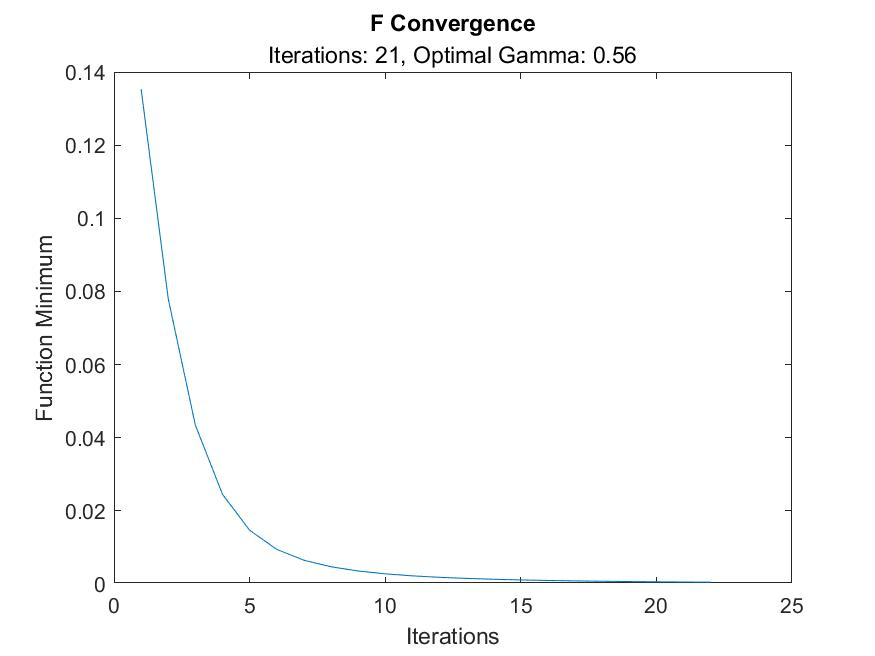 F Convergence
Iterations: 21, Optimal Gamma: 0.56
0.14
0.12
0.1
0.08
0.06
0.04
0.02
0
Function Minimum
0 5 10 15 20 25
Iterations